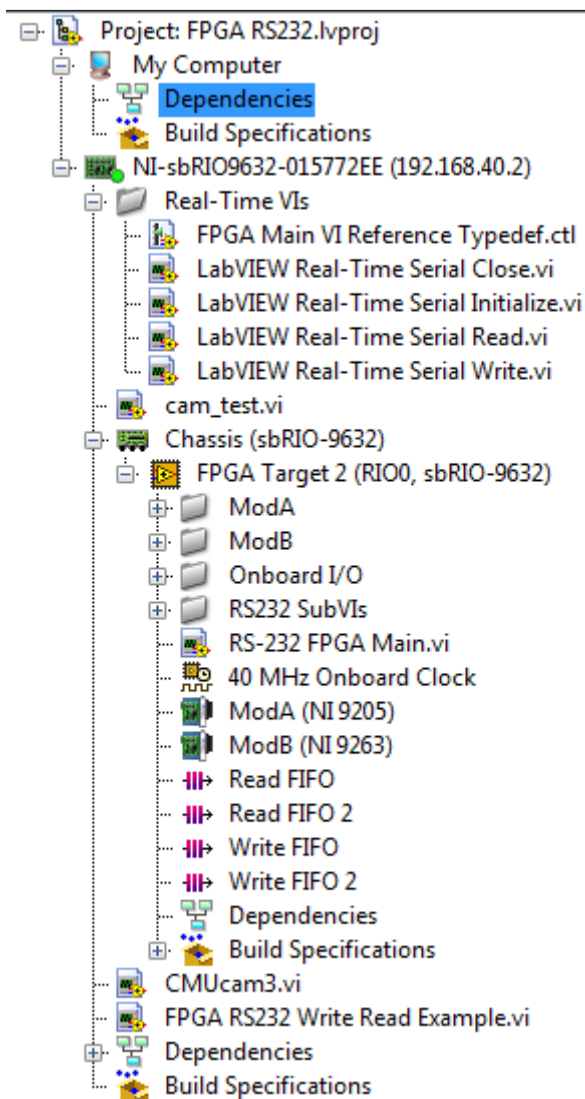 Project: FPGA RS232.lvproj
My Computer
Dependencies
Build Specifications
NI-sbRIO9632-015772EE (192.168.40.2)
Real-Time VIs
FPGA Main VI Reference Typedef.ctl
LabVIEW Real-Time Serial Close.vi
LabVIEW Real-Time Serial Initialize.vi
LabVIEW Real-Time Serial Read.vi
LabVIEW Real-Time Serial Write.vi
cam_test.vi
Chassis (sbRIO-9632)
FPGA Target 2 (RIO0, sbRIO-9632)
ModA
ModB
Onboard I/O
RS232 SubVIs
RS-232 FPGA Main.vi
40 MHz Onboard Clock
ModA (NI 9205)
ModB (NI 9263)
Read FIFO
Read FIFO 2
Write FIFO
Write FIFO 2
Dependencies
Build Specifications
CMUcam3.vi
FPGA RS232 Write Read Example.vi
Dependencies
Build Specifications